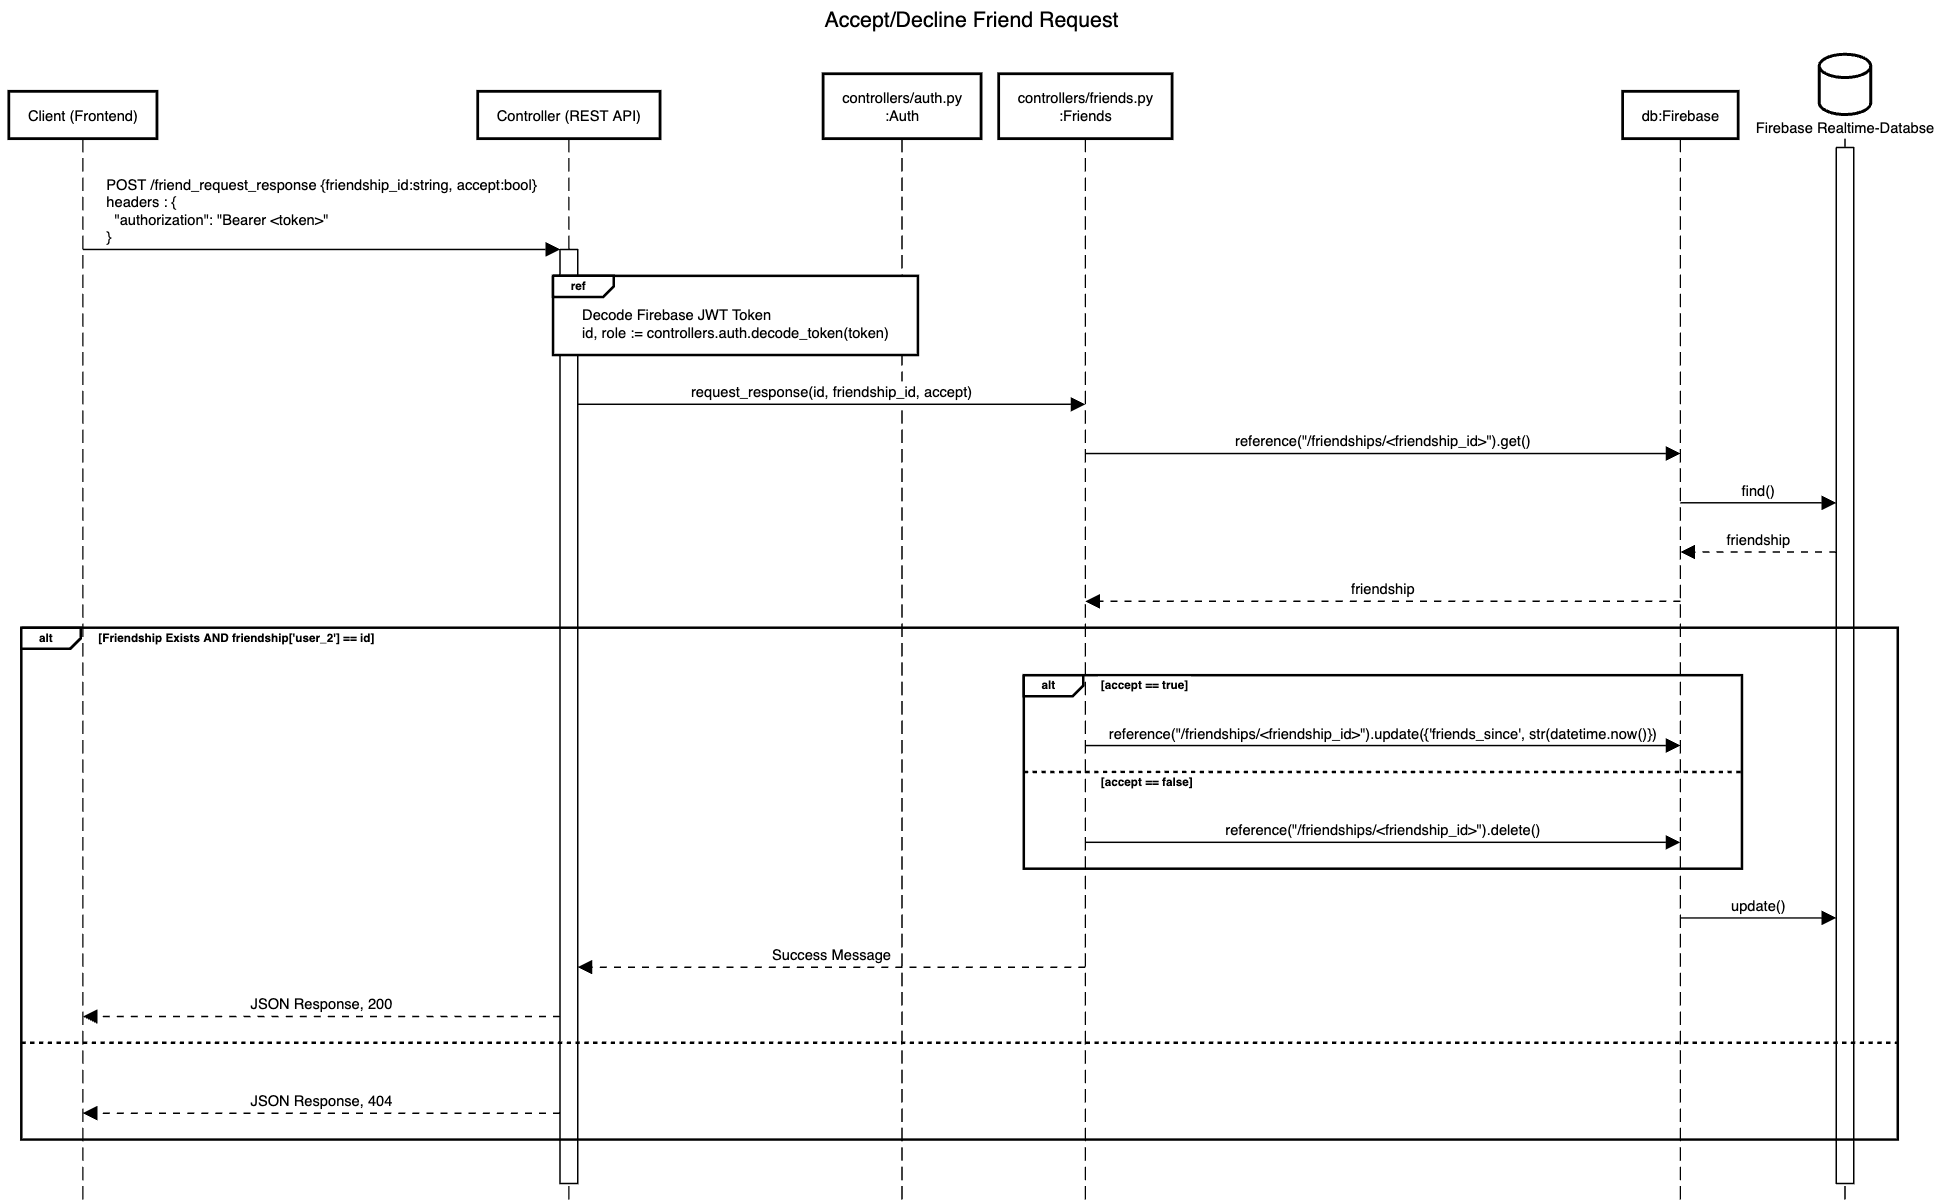 Accept/Decline Friend Request
Client (Frontend)
Controller (REST API)
controllers/auth.py
:Auth
controllers/friends.py
:Friends
db:Firebase
Firebase Realtime-Databse
POST /friend_request_response {friendship_id:string, accept:bool}
headers : {
"authorization": "Bearer <token>"
}
ref
Decode Firebase JWT Token
id, role := controllers.auth.decode_token(token)
request_response(id, friendship_id, accept)
reference("/friendships/<friendship_id>").get()
find()
friendship
friendship
alt
[Friendship Exists AND friendship['user_2'] == id]
alt
[accept == true]
reference("/friendships/<friendship_id>").update({'friends_since', str(datetime.now()})
[accept == false]
reference("/friendships/<friendship_id>").delete()
update()
Success Message
JSON Response, 200
JSON Response, 404